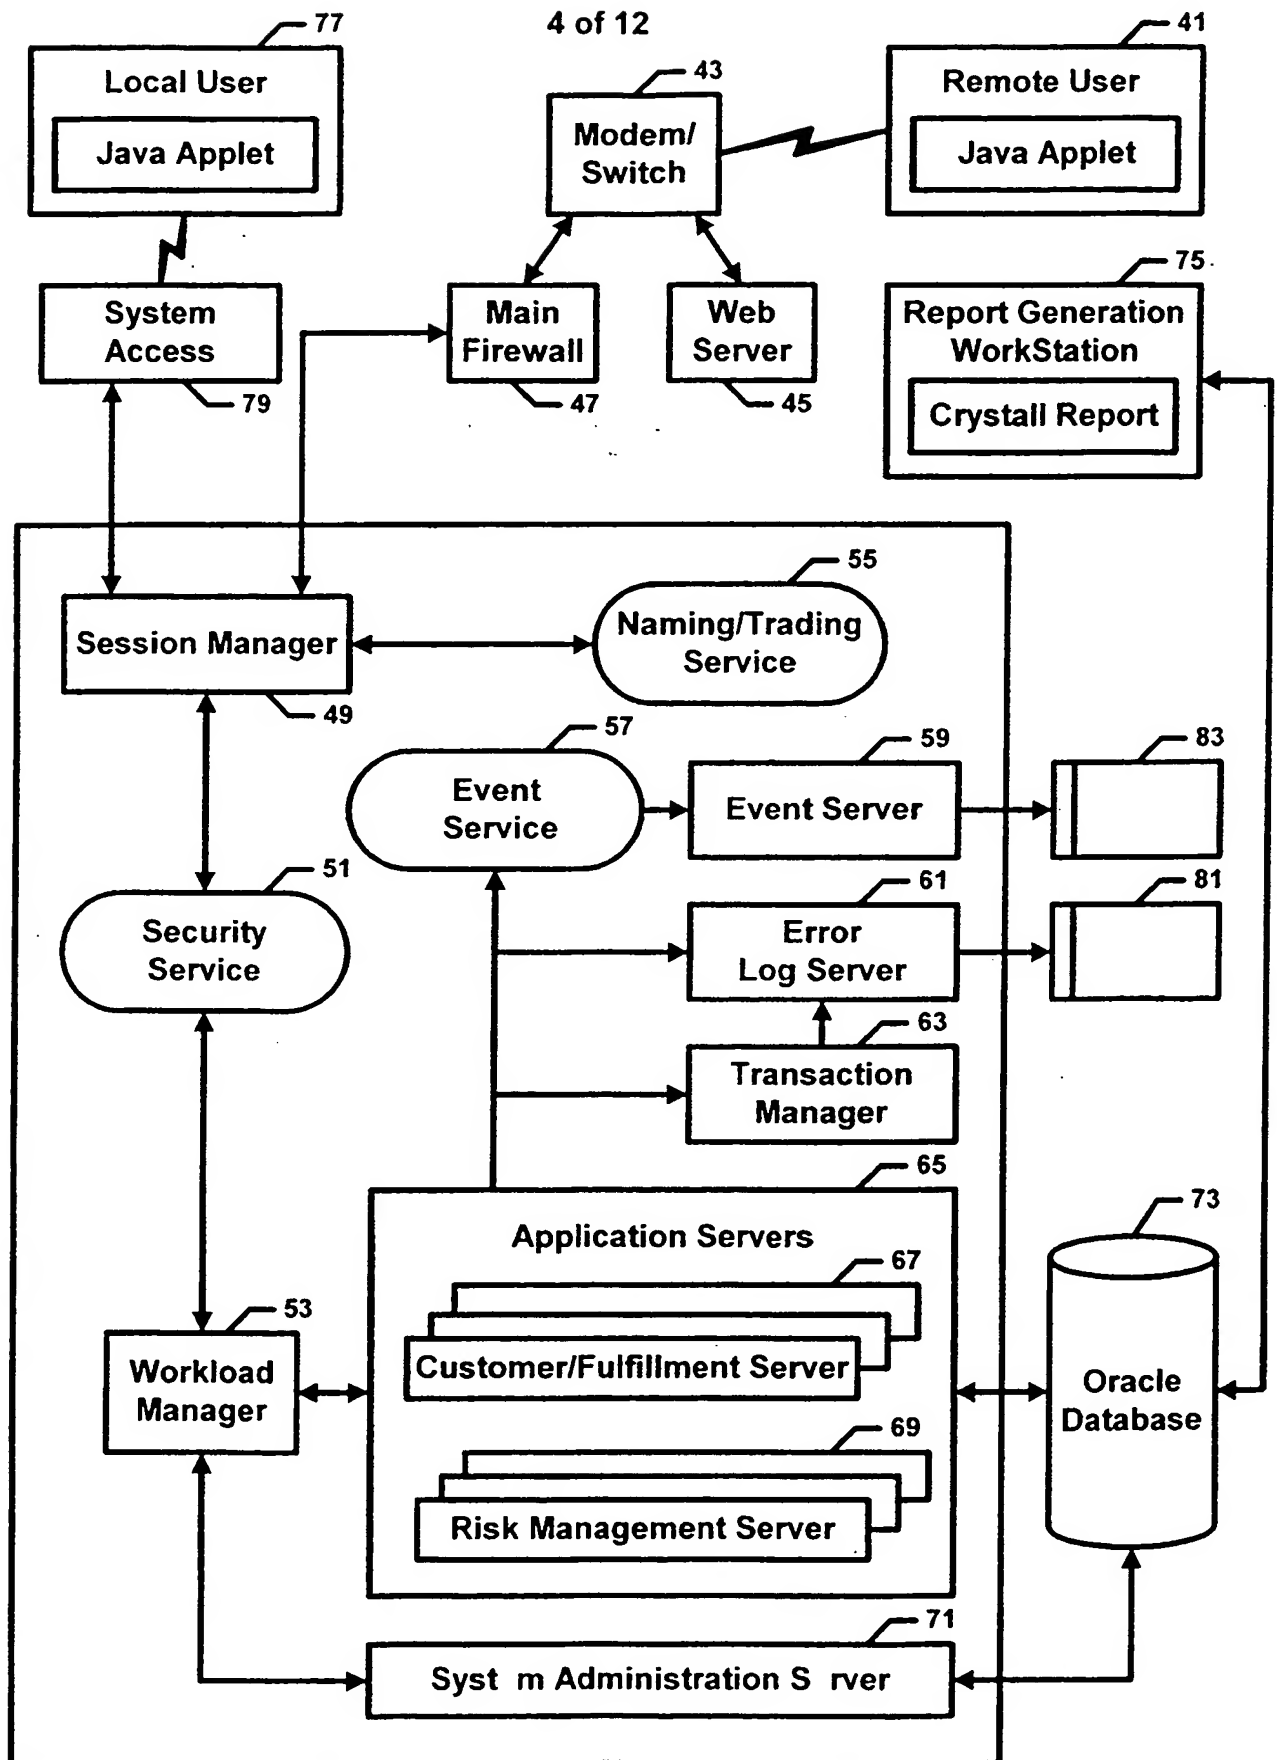 4 of 12
77
Local User
Java Applet
43
Modem/
Switch
41
Remote User
Java Applet
System
Access
79
Main
Firewall
47
Web
Server
45
75
Report Generation
WorkStation
Crystall Report
55
Naming/Trading
Service
Session Manager
49
57
Event
Service
59
Event Server
83
51
Security
Service
61
Error
Log Server
81
63
Transaction
Manager
65
Application Servers
67
Customer/Fulfillment Server
69
Risk Management Server
53
Workload
Manager
73
Oracle
Database
71
Syst m Administration S rver